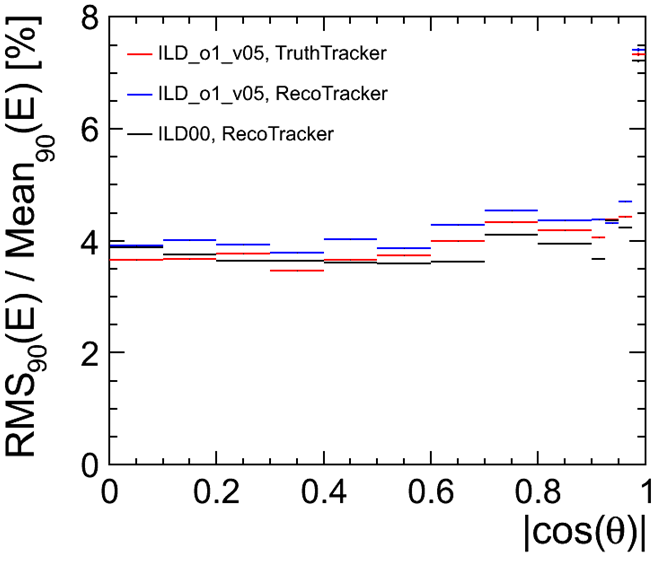 RMS90(E) / Mean90(E) [%]
8
6
4
2
0
ILD_o1_v05, TruthTracker
ILD_o1_v05, RecoTracker
ILD00, RecoTracker
0 0.2 0.4 0.6 0.8 1
|cos(θ)|